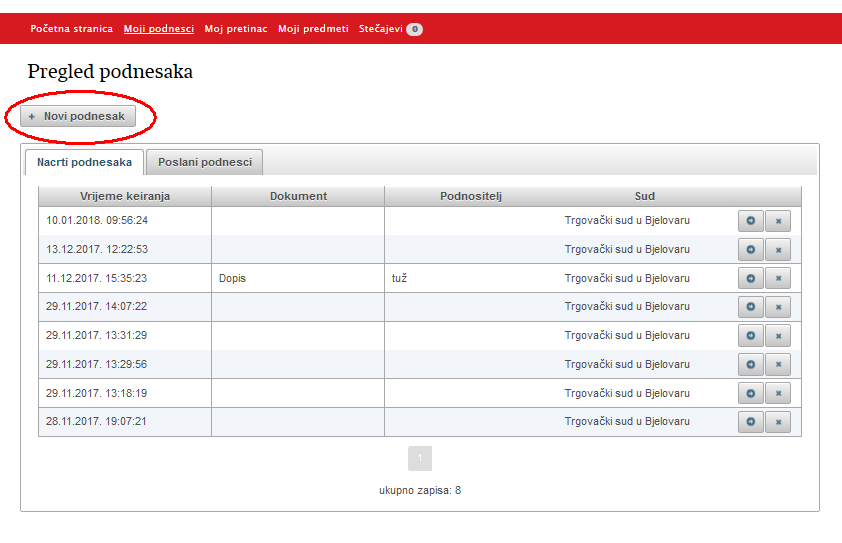 Početna stranica Moji podnesci Moj pretinac Moji predmeti Stečajevi 0
Pregled podnesaka
+ Novi podnesak
Nacrti podnesaka Poslani podnesci
Vrijeme keiranja Dokument Podnositelj Sud
10.01.2018. 09:56:24 Trgovački sud u Bjelovaru
13.12.2017. 12:22:53 Trgovački sud u Bjelovaru
11.12.2017. 15:35:23 Dopis tuž Trgovački sud u Bjelovaru
29.11.2017. 14:07:22 Trgovački sud u Bjelovaru
29.11.2017. 13:31:29 Trgovački sud u Bjelovaru
29.11.2017. 13:29:56 Trgovački sud u Bjelovaru
29.11.2017. 13:18:19 Trgovački sud u Bjelovaru
28.11.2017. 19:07:21 Trgovački sud u Bjelovaru
1
ukupno zapisa: 8